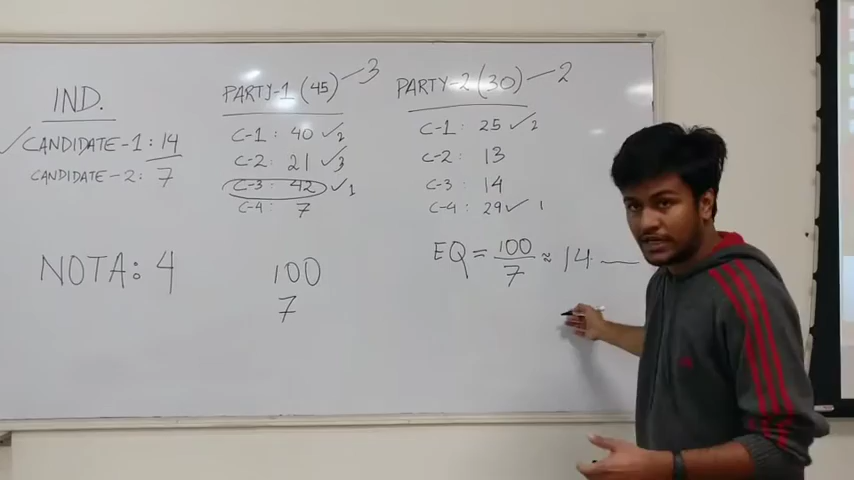 IND.
CANDIDATE-1: 14
CANDIDATE-2: 7
PARTY-1 (45) — 3
C-1: 40 ✓2
C-2: 21 ✓3
C-3: 42 ✓1
C-4: 7
PARTY-2 (30) — 2
C-1: 25 ✓2
C-2: 13
C-3: 14
C-4: 29 ✓1
NOTA: 4
100
7
EQ = 100/7 ≈ 14